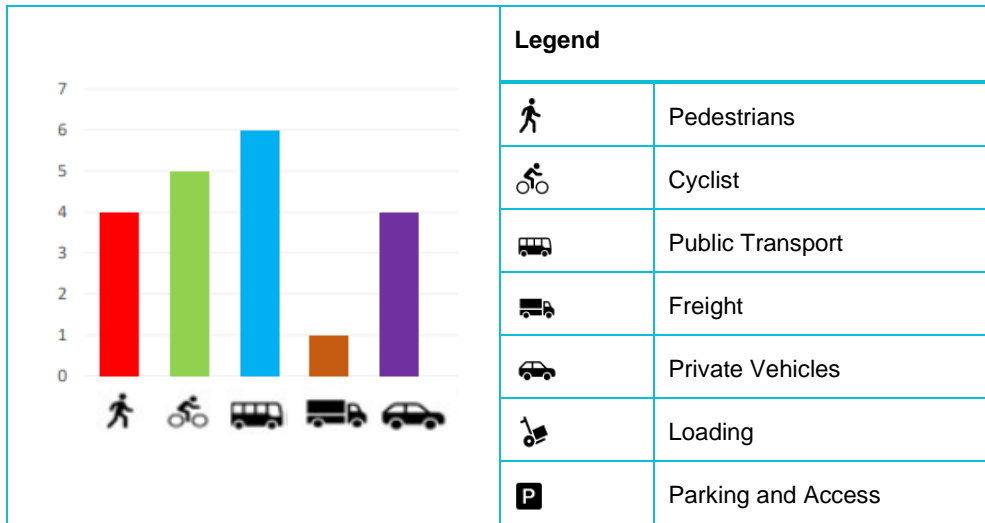 7
6
5
4
3
2
1
0
Legend
Pedestrians
Cyclist
Public Transport
Freight
Private Vehicles
Loading
P
Parking and Access